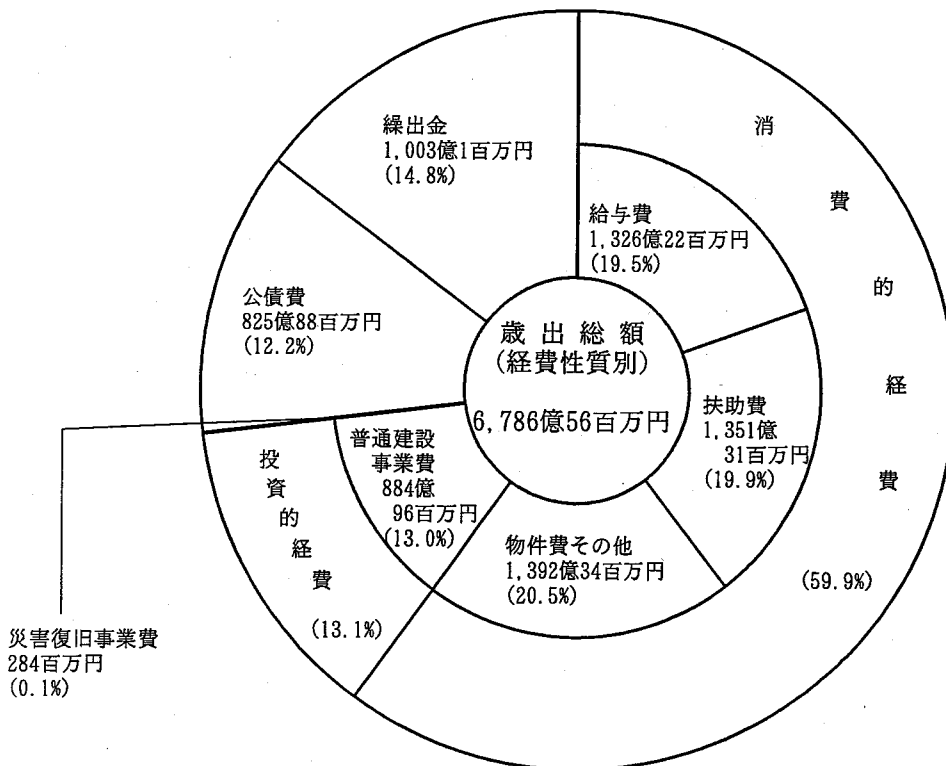 繰出金
1,003億1百万円
(14.8%)
消費的経費
(59.9%)
給与費
1,326億22百万円
(19.5%)
公債費
825億88百万円
(12.2%)
歳出総額
(経費性質別)
6,786億56百万円
扶助費
1,351億
31百万円
(19.9%)
普通建設
事業費
884億
96百万円
(13.0%)
投資的経費
(13.1%)
物件費その他
1,392億34百万円
(20.5%)
災害復旧事業費
284百万円
(0.1%)